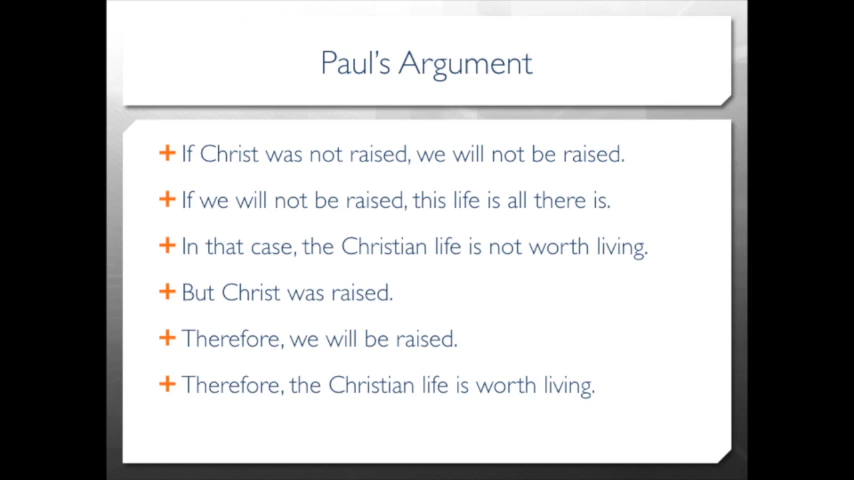 Paul's Argument
If Christ was not raised, we will not be raised.
If we will not be raised, this life is all there is.
In that case, the Christian life is not worth living.
But Christ was raised.
Therefore, we will be raised.
Therefore, the Christian life is worth living.